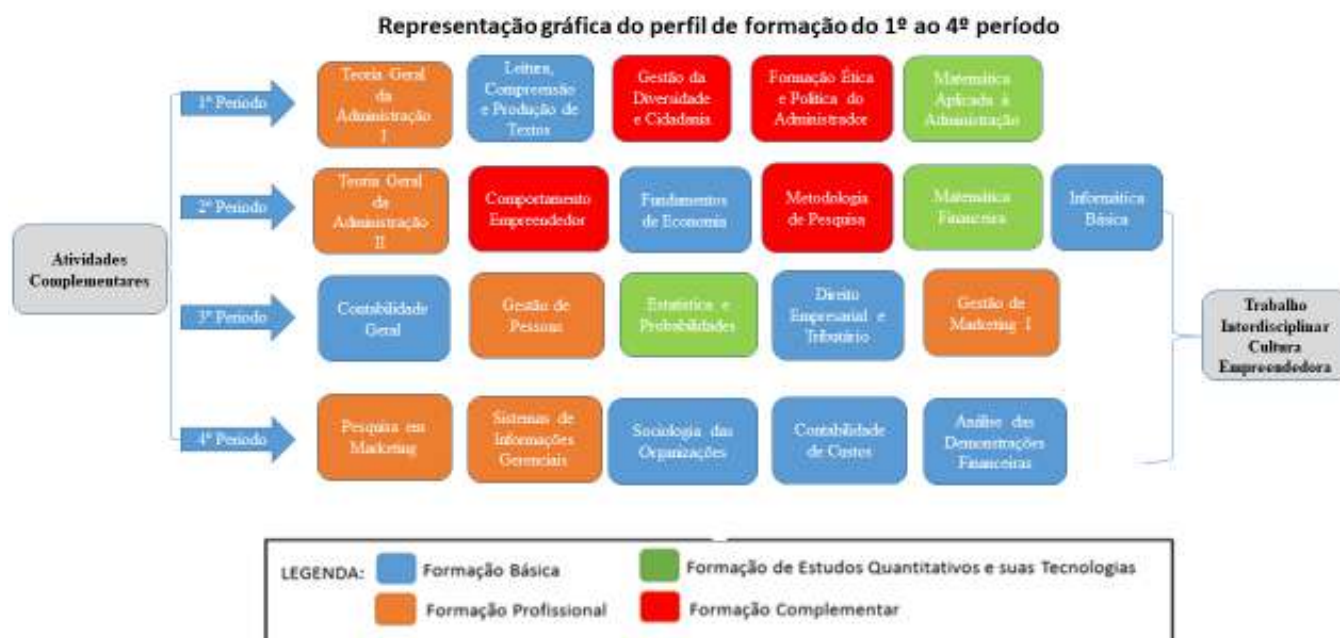 Representação gráfica do perfil de formação do 1º ao 4º período
Atividades
Complementares
1º Período
Teoria Geral
da
Administração
I
Leitura,
Compreensão
e Produção de
Textos
Gestão da
Diversidade
e Cidadania
Formação Ética
e Política do
Administrador
Matemática
Aplicada à
Administração
2º Período
Teoria Geral
da
Administração
II
Comportamento
Empreendedor
Fundamentos
de Economia
Metodologia
de Pesquisa
Matemática
Financeira
Informática
Básica
3º Período
Contabilidade
Geral
Gestão de
Pessoas
Estatística e
Probabilidades
Direito
Empresarial e
Tributário
Gestão de
Marketing I
4º Período
Pesquisa em
Marketing
Sistemas de
Informações
Gerenciais
Sociologia das
Organizações
Contabilidade
de Custos
Análise das
Demonstrações
Financeiras
Trabalho
Interdisciplinar
Cultura
Empreendedora
LEGENDA:
Formação Básica
Formação de Estudos Quantitativos e suas Tecnologias
Formação Profissional
Formação Complementar